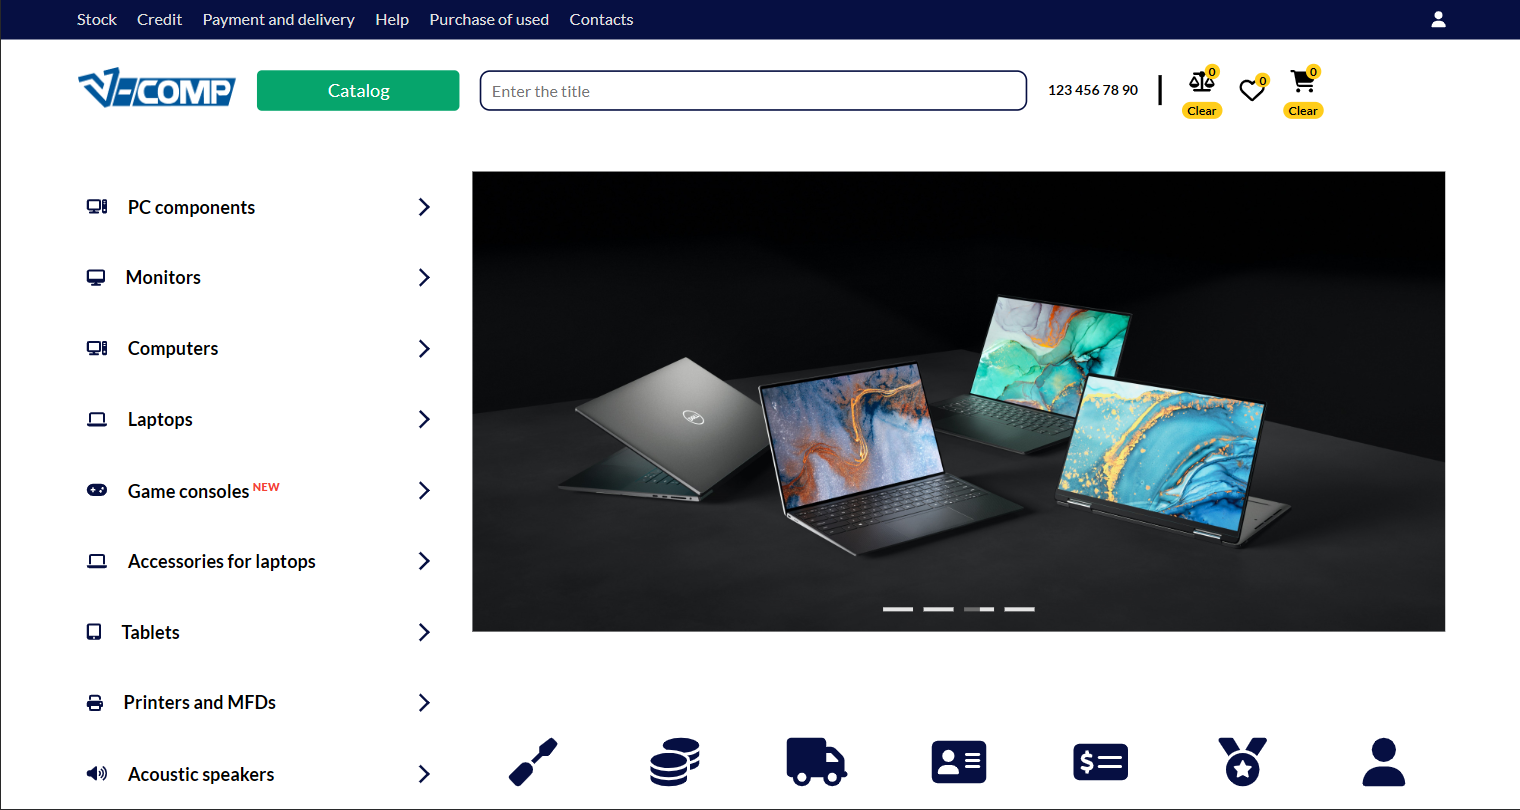 Stock Credit Payment and delivery Help Purchase of used Contacts
V-COMP
Catalog
Enter the title
123 456 78 90
0
0
0
Clear
Clear
PC components
Monitors
Computers
Laptops
Game consoles NEW
Accessories for laptops
Tablets
Printers and MFDs
Acoustic speakers